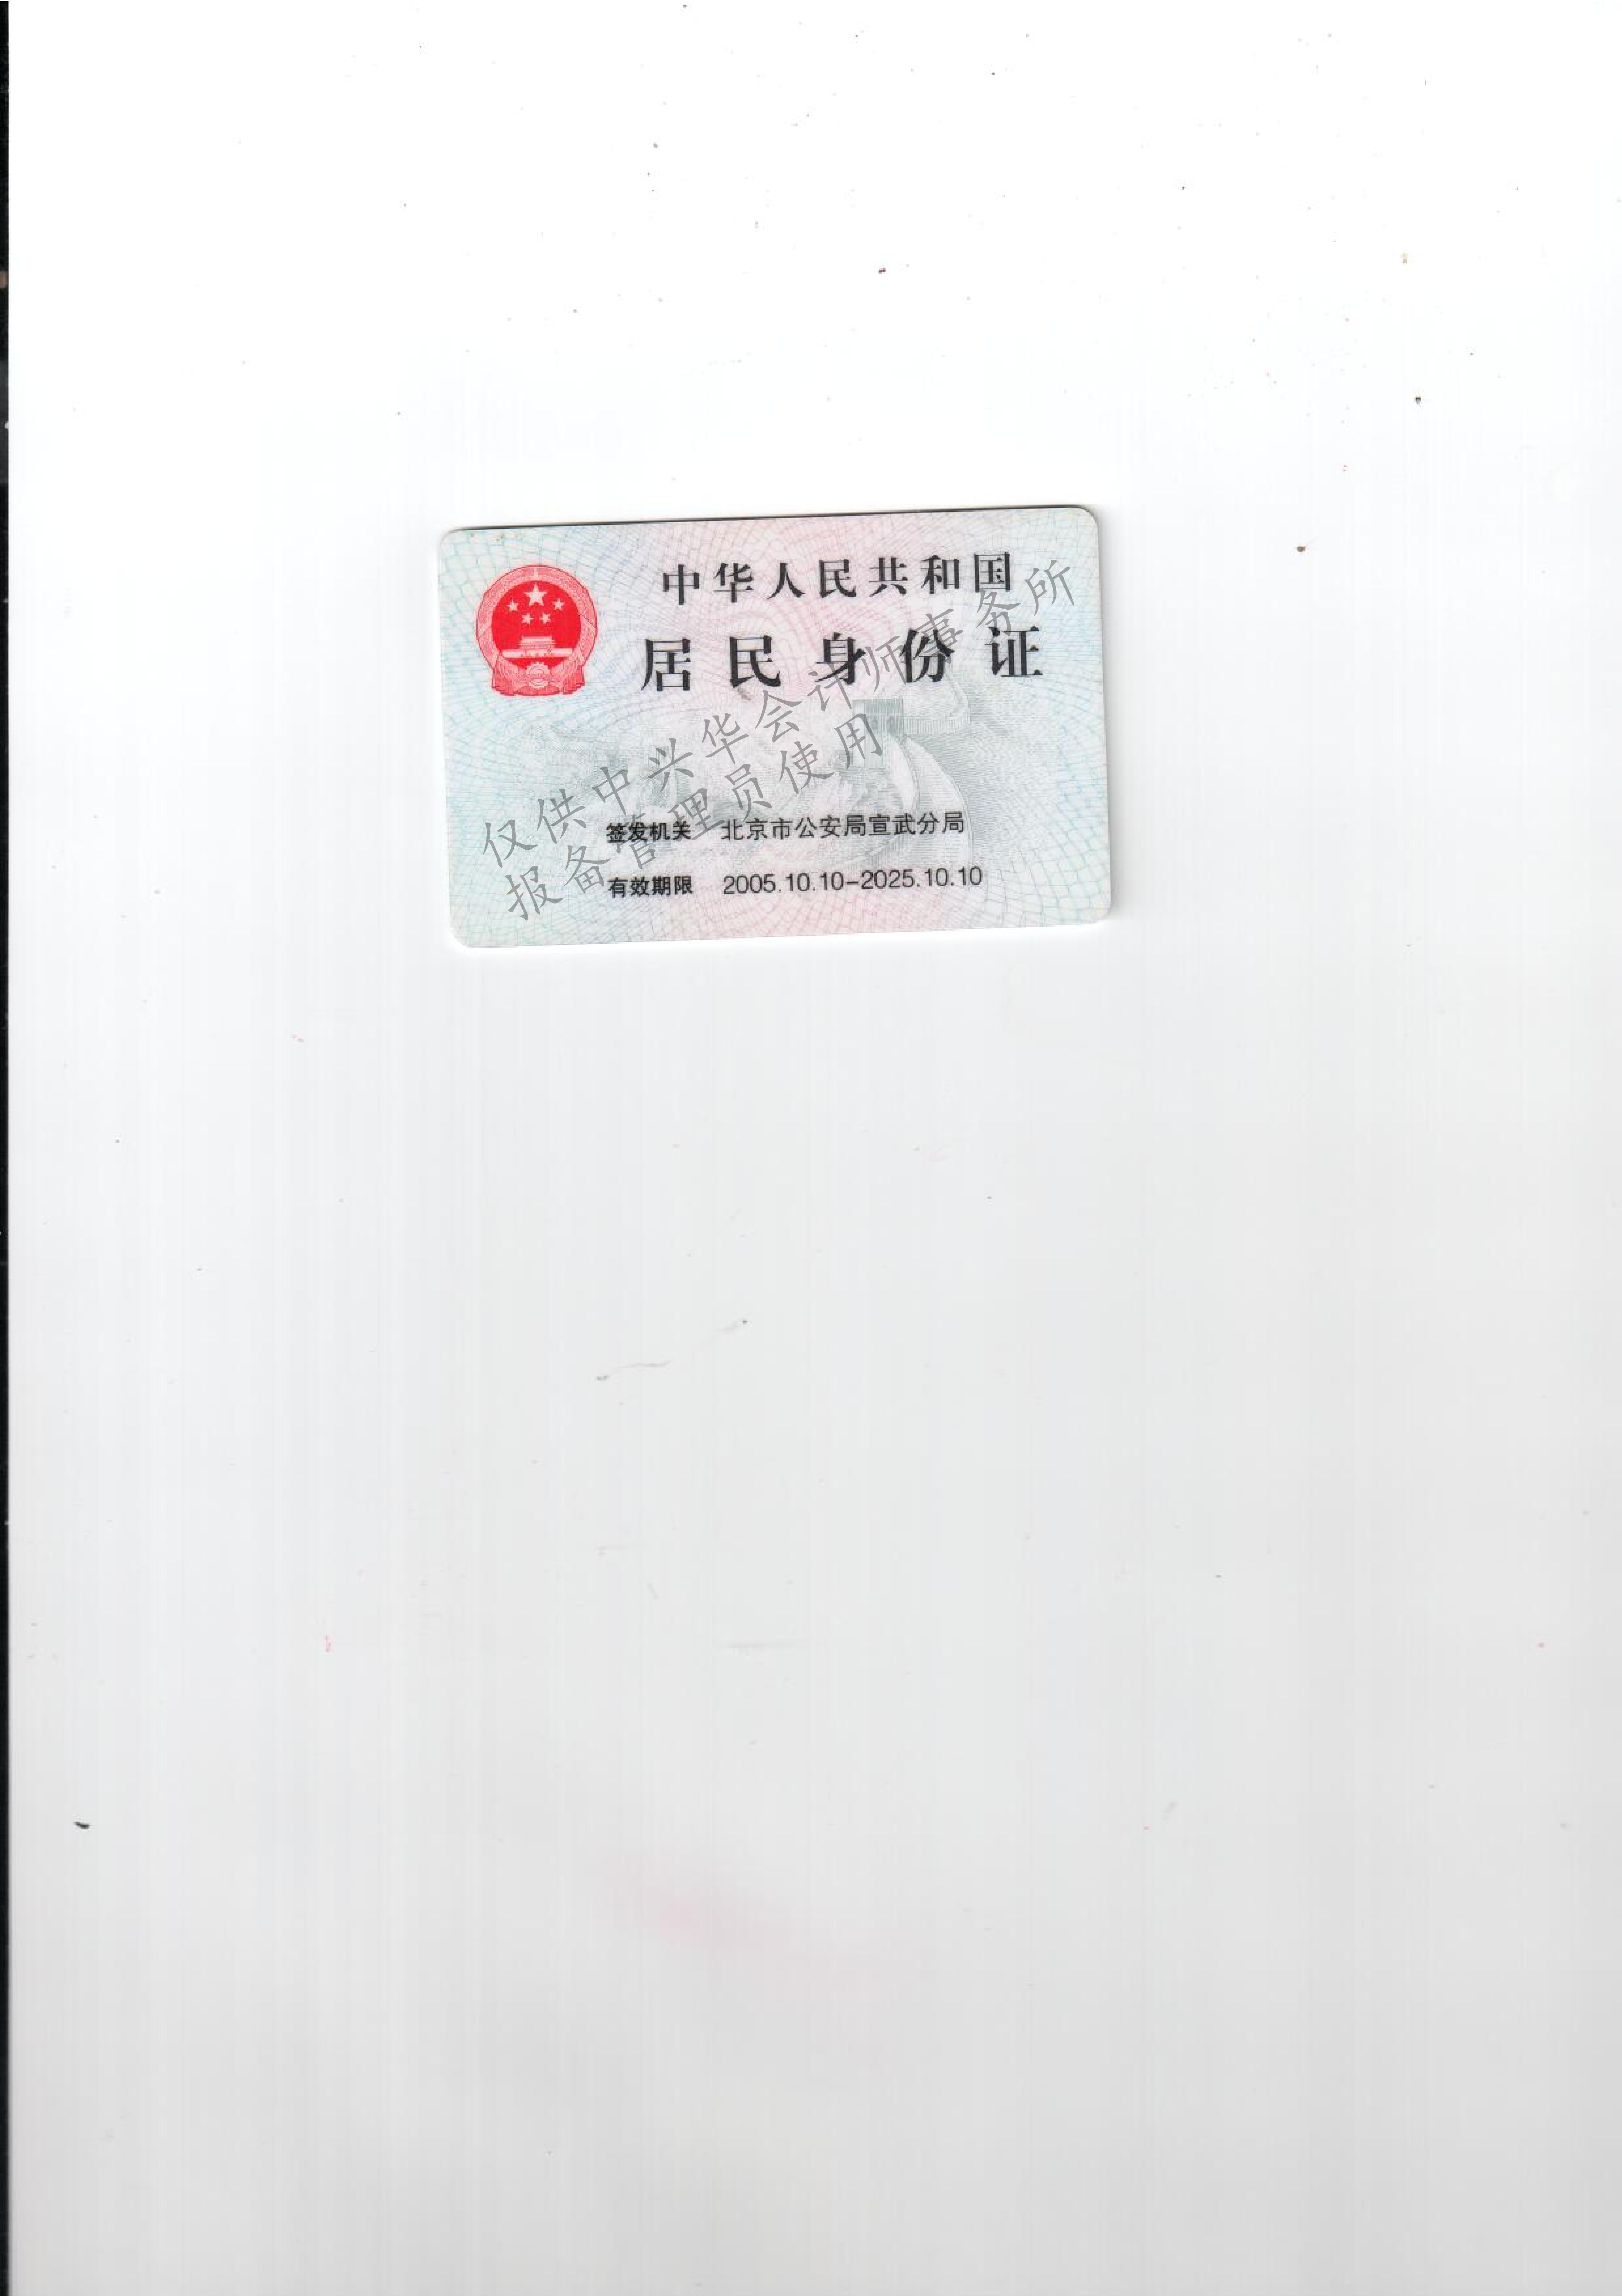 中华人民共和国
居民身份证
仅供中兴华会计师事务所
报备管理员使用
签发机关 北京市公安局宣武分局
有效期限 2005.10.10-2025.10.10